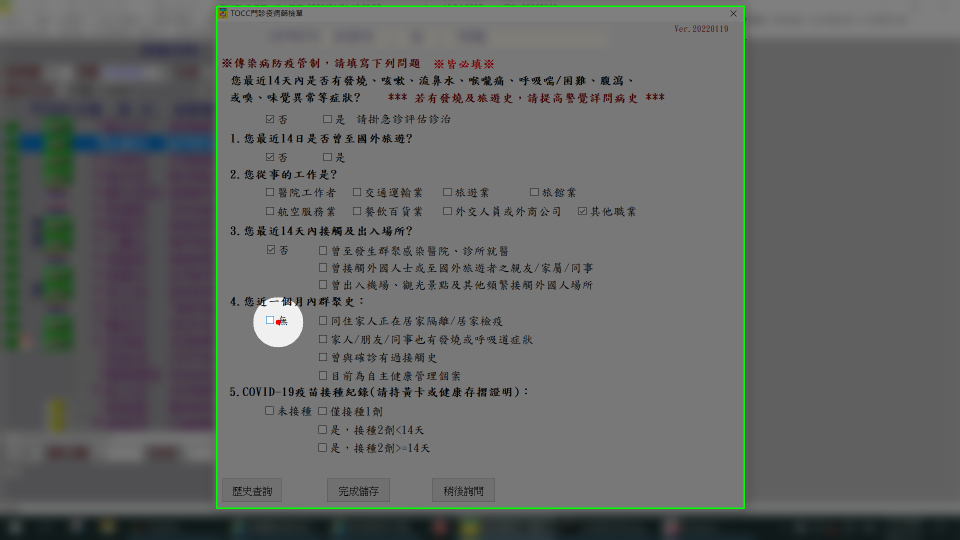 TOCC門診疫病篩檢單
Ver.20220119
※傳染病防疫管制，請填寫下列問題 ※皆必填※
您最近14天內是否有發燒、咳嗽、流鼻水、喉嚨痛、呼吸喘/困難、腹瀉、
或嗅、味覺異常等症狀? *** 若有發燒及旅遊史，請提高警覺詳問病史 ***
否 是 請掛急診評估診治
1.您最近14日是否曾至國外旅遊?
否 是
2.您從事的工作是?
醫院工作者 交通運輸業 旅遊業 旅館業
航空服務業 餐飲百貨業 外交人員或外商公司 其他職業
3.您最近14天內接觸及出入場所?
否 曾至發生群聚感染醫院、診所就醫
曾接觸外國人士或至國外旅遊者之親友/家屬/同事
曾出入機場、觀光景點及其他頻繁接觸外國人場所
4.您近一個月內群聚史：
無 同住家人正在居家隔離/居家檢疫
家人/朋友/同事也有發燒或呼吸道症狀
曾與確診有過接觸史
目前為自主健康管理個案
5.COVID-19疫苗接種紀錄(請持黃卡或健康存摺證明)：
未接種 僅接種1劑
是，接種2劑<14天
是，接種2劑>=14天
歷史查詢 完成儲存 稍後詢問